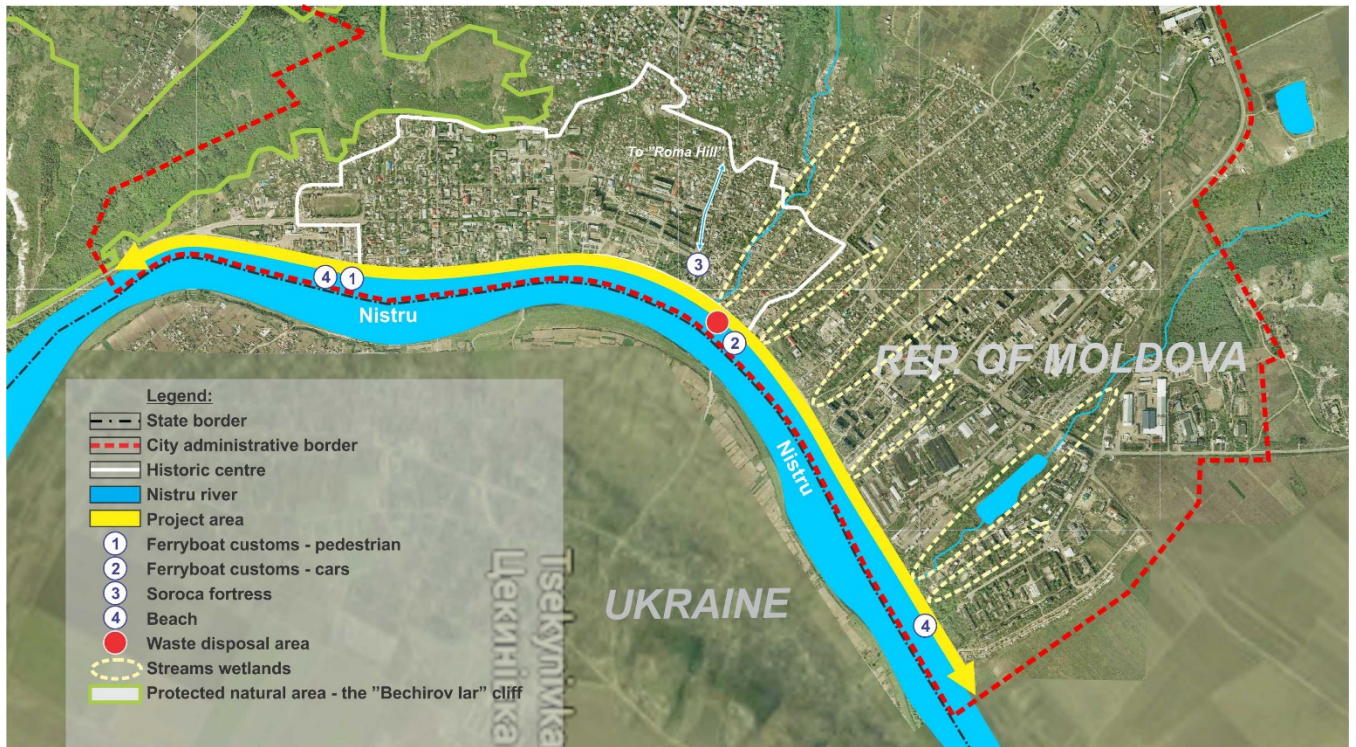 To "Roma Hill"
3
4
1
Nistru
2
REP. OF MOLDOVA
Nistru
UKRAINE
4
Tsekynivka
Цекинівка
Legend:
State border
City administrative border
Historic centre
Nistru river
Project area
1 Ferryboat customs - pedestrian
2 Ferryboat customs - cars
3 Soroca fortress
4 Beach
Waste disposal area
Streams wetlands
Protected natural area - the "Bechirov Iar" cliff